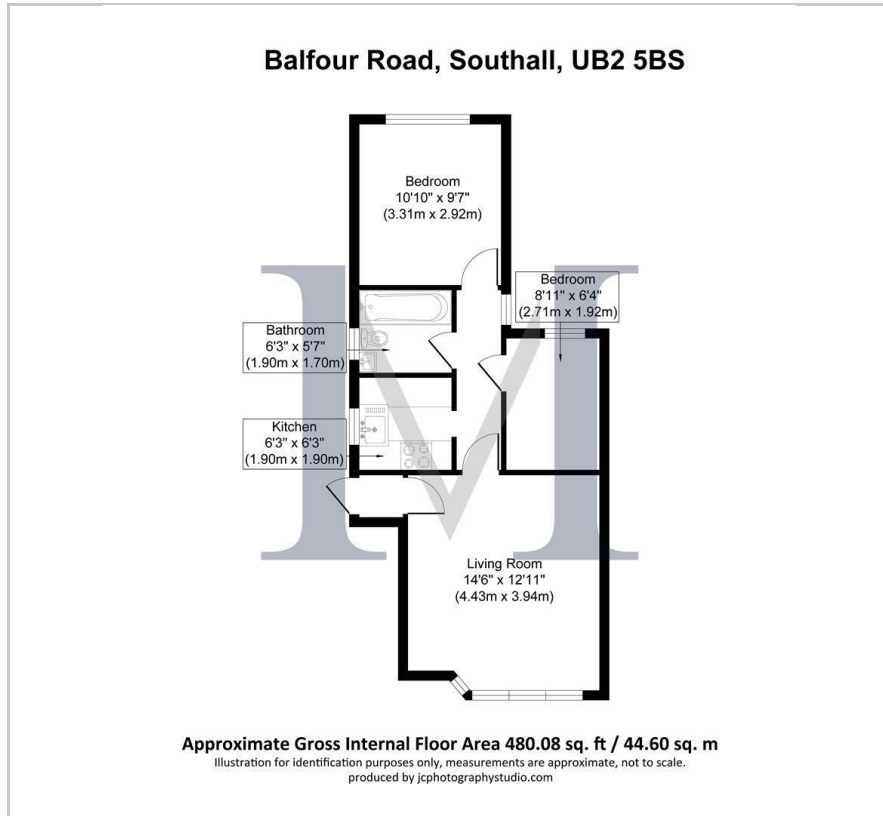 Balfour Road, Southall, UB2 5BS
Bedroom
10'10" x 9'7"
(3.31m x 2.92m)
Bedroom
8'11" x 6'4"
(2.71m x 1.92m)
Bathroom
6'3" x 5'7"
(1.90m x 1.70m)
Kitchen
6'3" x 6'3"
(1.90m x 1.90m)
Living Room
14'6" x 12'11"
(4.43m x 3.94m)
M
Approximate Gross Internal Floor Area 480.08 sq. ft / 44.60 sq. m
Illustration for identification purposes only, measurements are approximate, not to scale.
produced by jcphotographystudio.com